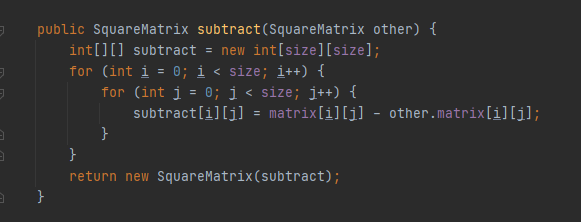 public SquareMatrix subtract(SquareMatrix other) {
    int[][] subtract = new int[size][size];
    for (int i = 0; i < size; i++) {
        for (int j = 0; j < size; j++) {
            subtract[i][j] = matrix[i][j] - other.matrix[i][j];
        }
    }
    return new SquareMatrix(subtract);
}